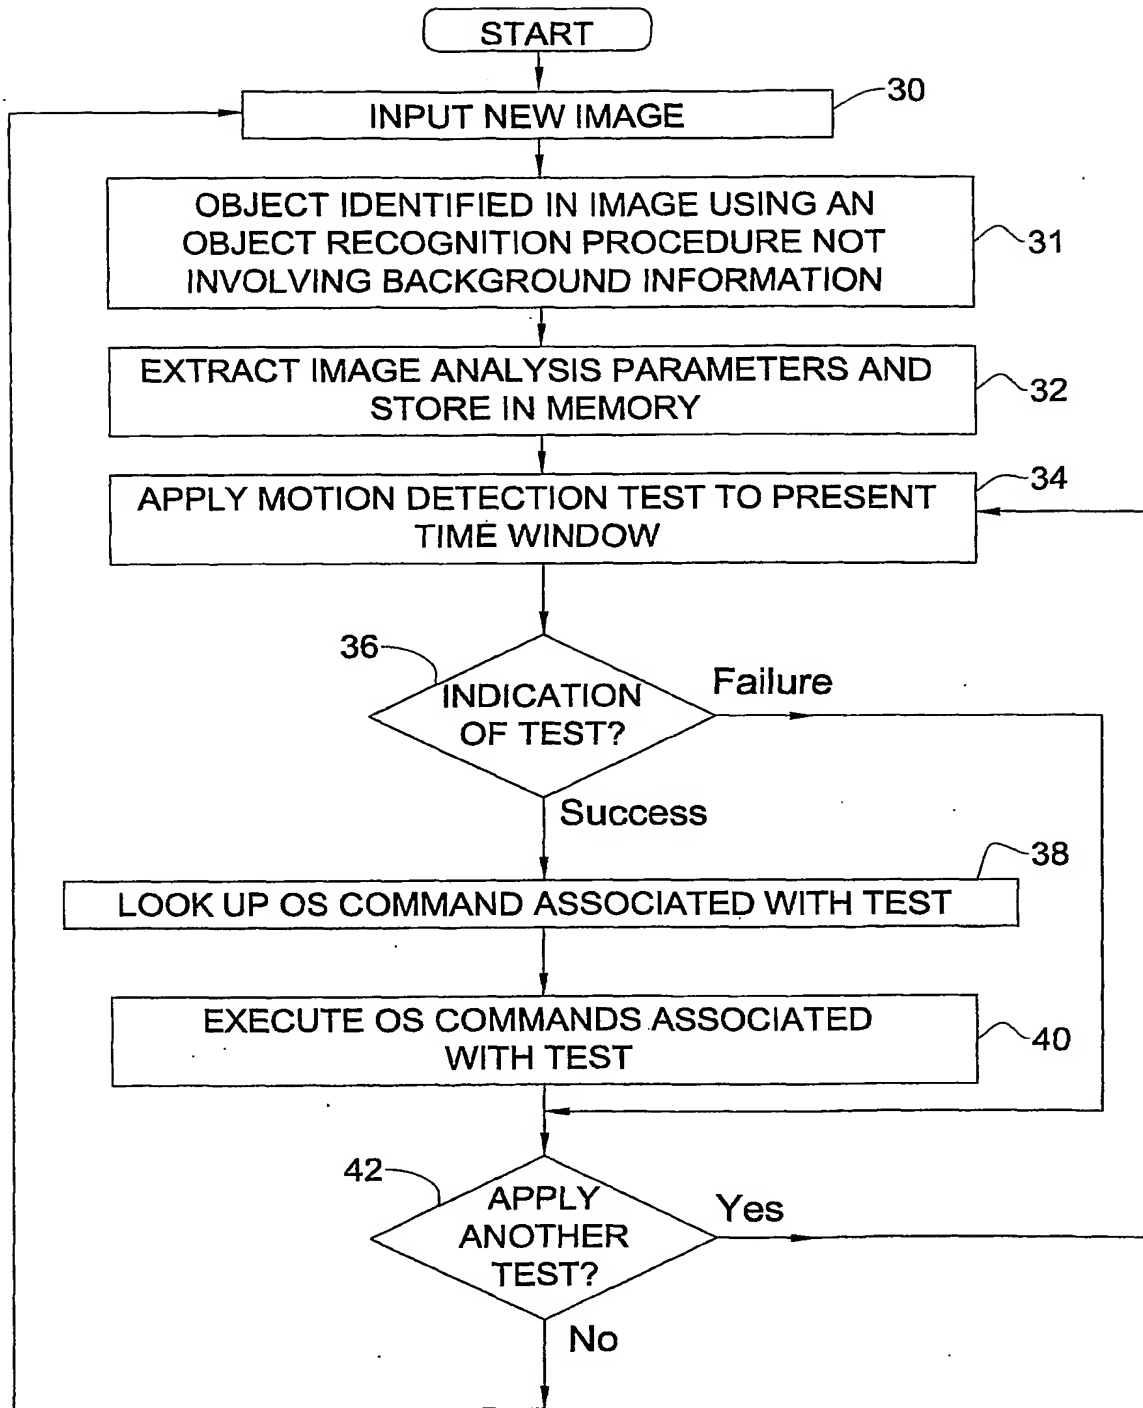 START
INPUT NEW IMAGE
30
OBJECT IDENTIFIED IN IMAGE USING AN
OBJECT RECOGNITION PROCEDURE NOT
INVOLVING BACKGROUND INFORMATION
31
EXTRACT IMAGE ANALYSIS PARAMETERS AND
STORE IN MEMORY
32
APPLY MOTION DETECTION TEST TO PRESENT
TIME WINDOW
34
36
INDICATION
OF TEST?
Failure
Success
38
LOOK UP OS COMMAND ASSOCIATED WITH TEST
EXECUTE OS COMMANDS ASSOCIATED
WITH TEST
40
42
APPLY
ANOTHER
TEST?
Yes
No